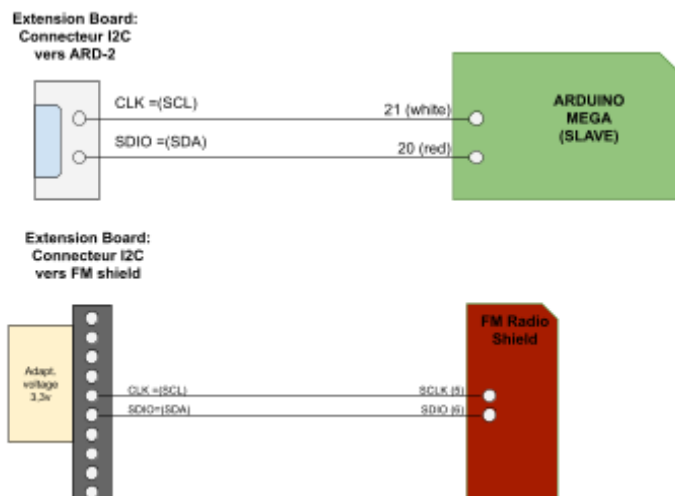 Extension Board:
Connecteur I2C
vers ARD-2
CLK =(SCL)
21 (white)
ARDUINO
MEGA
(SLAVE)
SDIO =(SDA)
20 (red)
Extension Board:
Connecteur I2C
vers FM shield
FM Radio
Shield
Adapt.
voltage
3,3v
CLK =(SCL)
SCLK (5)
SDIO=(SDA)
SDIO (6)